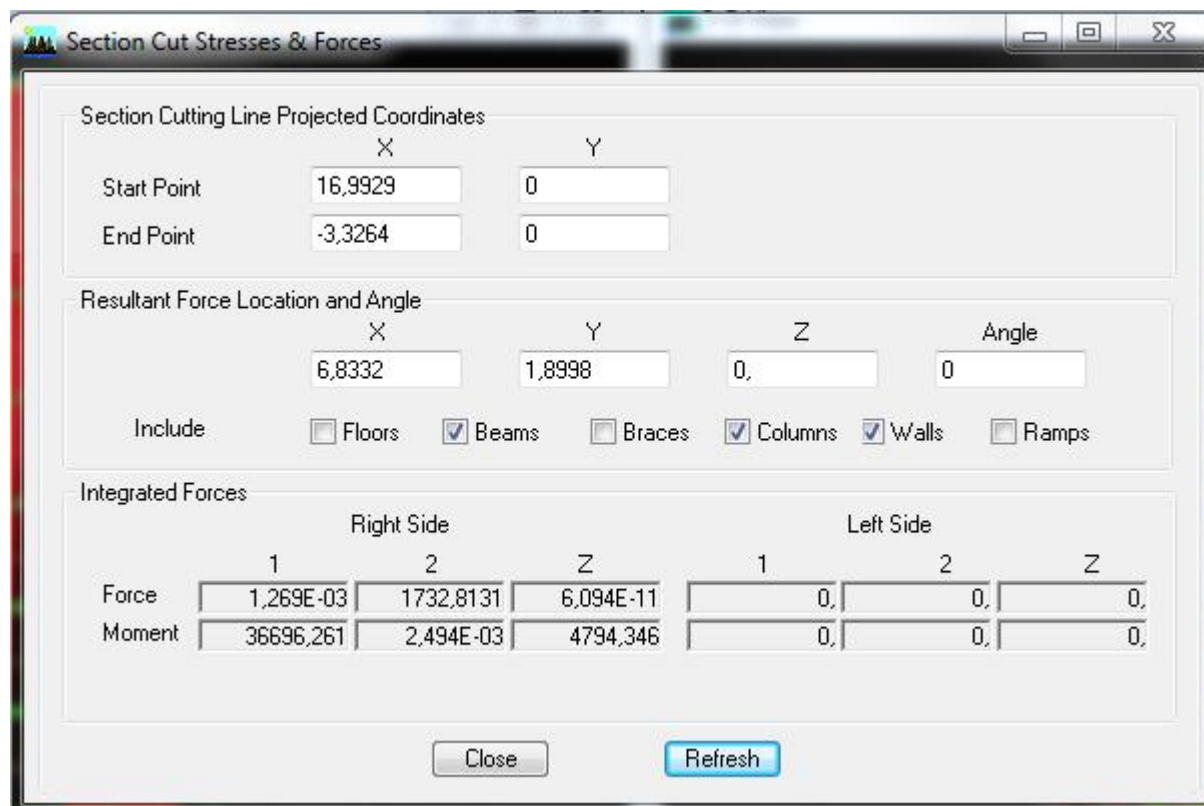 Section Cut Stresses & Forces
Section Cutting Line Projected Coordinates
X Y
Start Point 16,9929 0
End Point -3,3264 0
Resultant Force Location and Angle
X Y Z Angle
6,8332 1,8998 0, 0
Include Floors Beams Braces Columns Walls Ramps
Integrated Forces
Right Side Left Side
1 2 Z 1 2 Z
Force 1,269E-03 1732,8131 6,094E-11 0, 0, 0,
Moment 36696,261 2,494E-03 4794,346 0, 0, 0,
Close Refresh